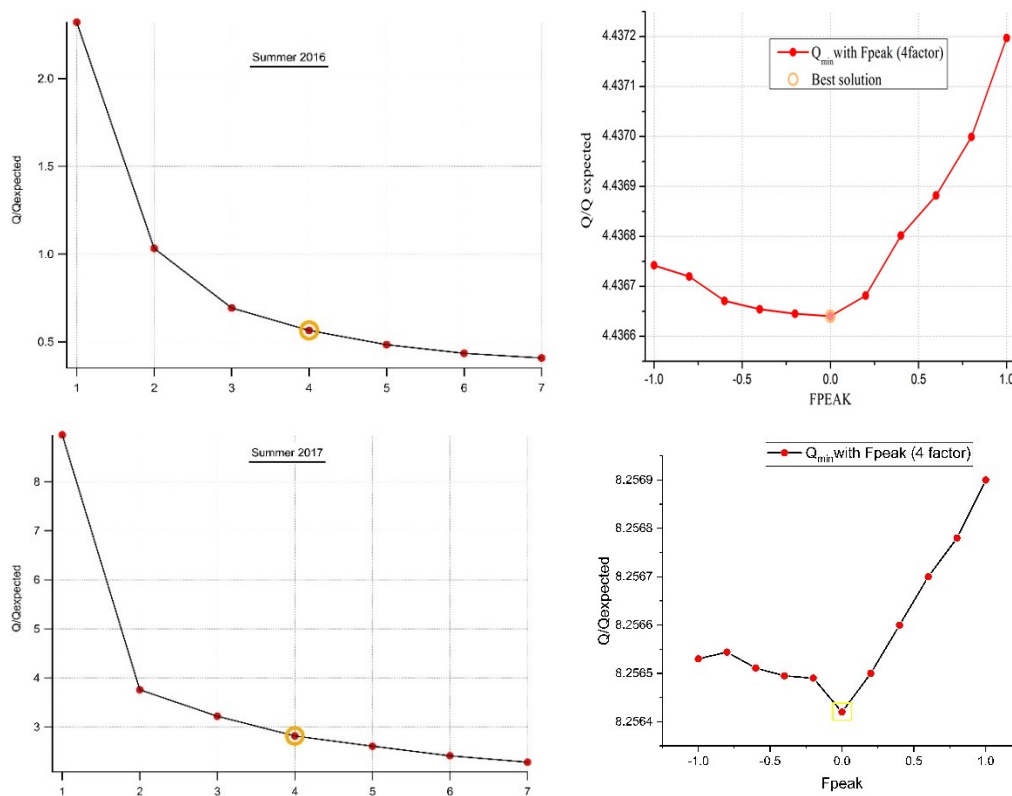 Summer 2016
Q/Qexpected
2.0
1.5
1.0
0.5
1 2 3 4 5 6 7
Q_min with Fpeak (4factor)
Best solution
Q/Q expected
4.4372
4.4371
4.4370
4.4369
4.4368
4.4367
4.4366
-1.0 -0.5 0.0 0.5 1.0
FPEAK
Summer 2017
Q/Qexpected
8
7
6
5
4
3
1 2 3 4 5 6 7
Q_min with Fpeak (4 factor)
Q/Qexpected
8.2569
8.2568
8.2567
8.2566
8.2565
8.2564
-1.0 -0.5 0.0 0.5 1.0
Fpeak